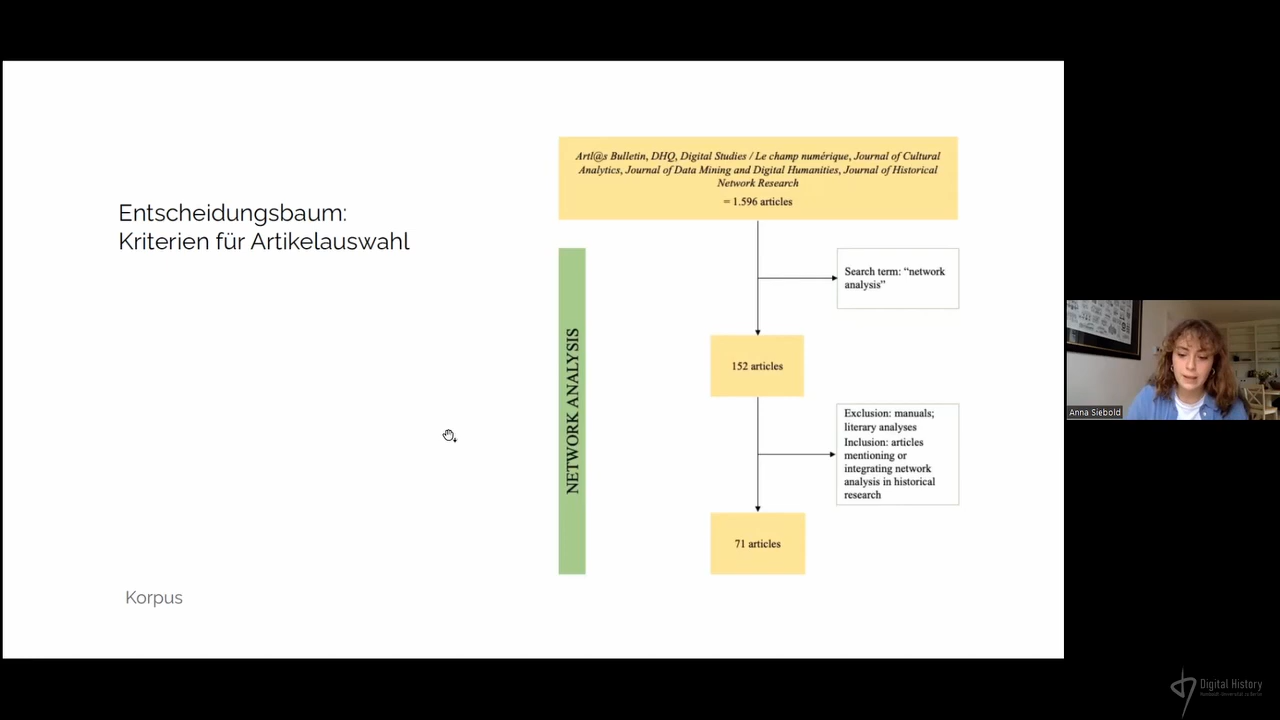 Entscheidungsbaum:
Kriterien für Artikelauswahl
Artl@s Bulletin, DHQ, Digital Studies / Le champ numérique, Journal of Cultural
Analytics, Journal of Data Mining and Digital Humanities, Journal of Historical
Network Research
= 1.596 articles
Search term: “network
analysis”
NETWORK ANALYSIS
152 articles
Exclusion: manuals;
literary analyses
Inclusion: articles
mentioning or
integrating network
analysis in historical
research
71 articles
Korpus
Anna Siebold
Digital History
Humboldt-Universität zu Berlin